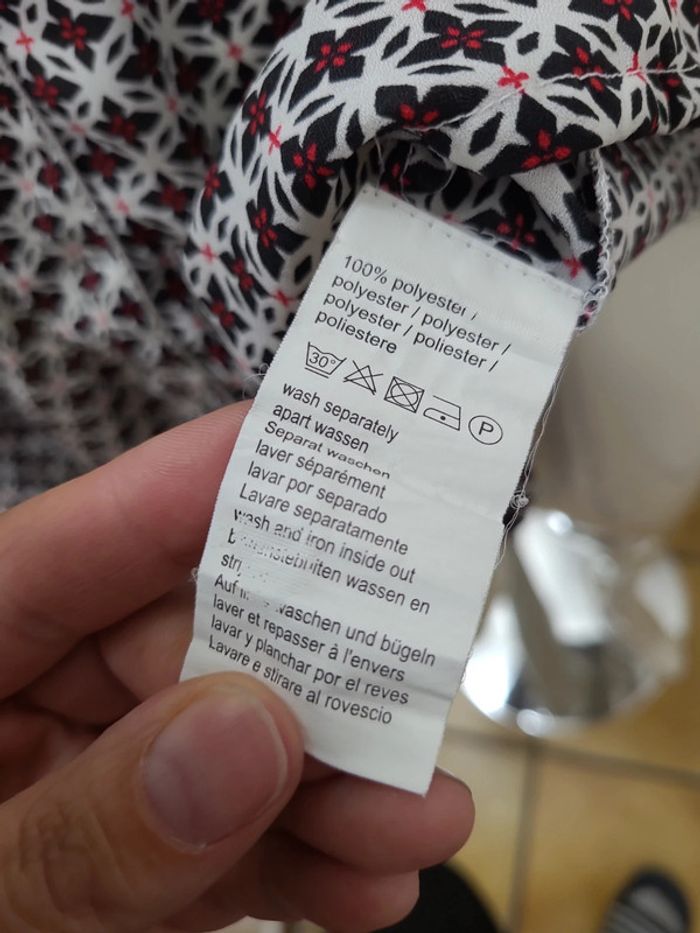 100% polyester /
polyester / polyester /
polyester / poliester /
poliestere
30° P
wash separately
apart wassen
Separat waschen
laver séparément
lavar por separado
Lavare separatamente
wash and iron inside out
wassen en
Auf waschen und bügeln
laver et repasser à l'envers
lavar y planchar por el reves
Lavare e stirare al rovescio